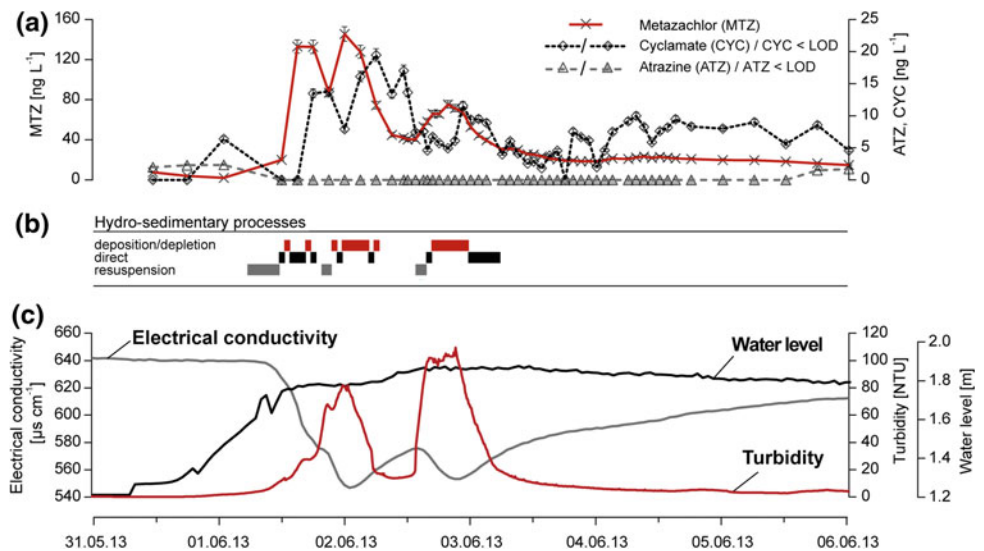 (a)
160
120
80
40
0
MTZ [ng L-1]
Metazachlor (MTZ)
Cyclamate (CYC) / CYC < LOD
Atrazine (ATZ) / ATZ < LOD
25
20
15
10
5
0
ATZ, CYC [ng L-1]
(b)
Hydro-sedimentary processes
deposition/depletion
direct
resuspension
(c)
660
640
620
600
580
560
540
Electrical conductivity
[µs cm-1]
Electrical conductivity
Water level
Turbidity
120
100
80
60
40
20
0
Turbidity [NTU]
2.0
1.8
1.6
1.4
1.2
Water level [m]
31.05.13
01.06.13
02.06.13
03.06.13
04.06.13
05.06.13
06.06.13